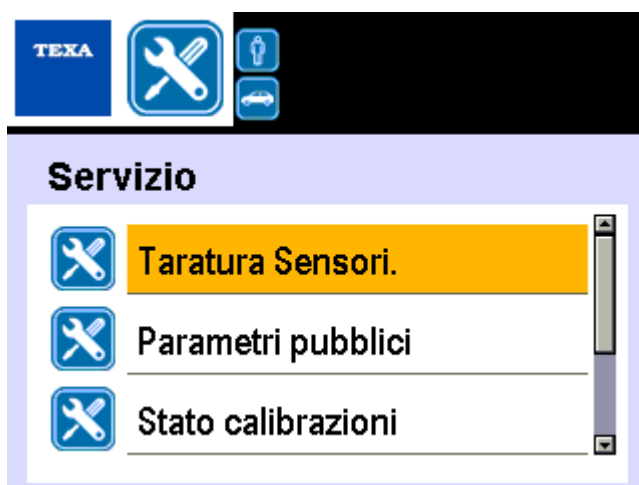 TEXA
Servizio
Taratura Sensori.
Parametri pubblici
Stato calibrazioni